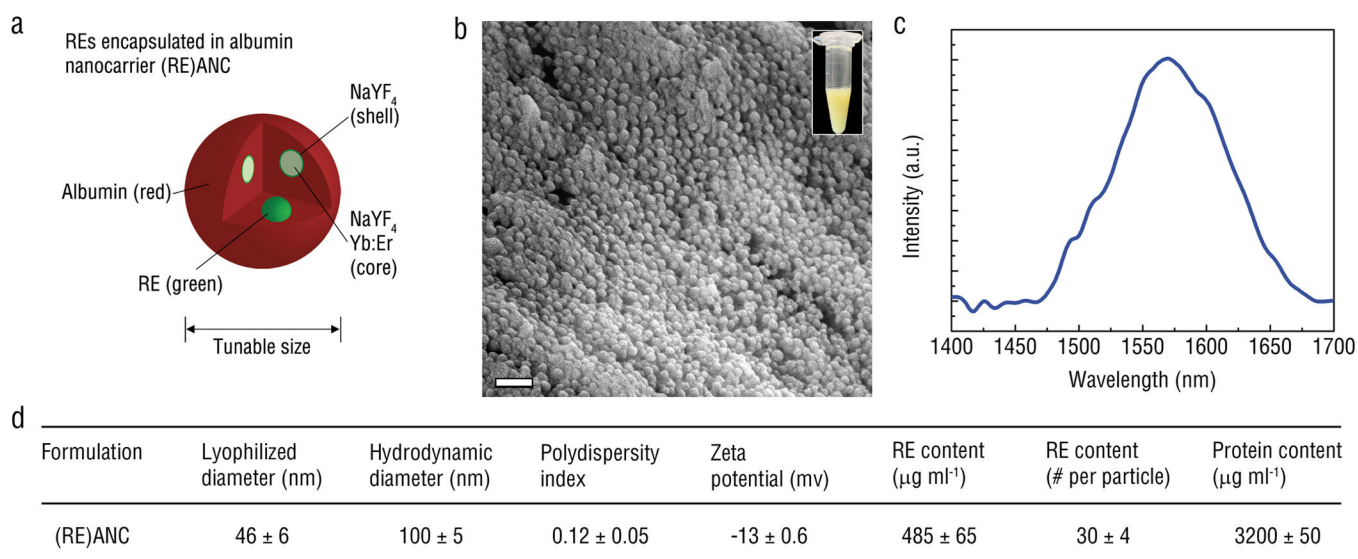 a
REs encapsulated in albumin
nanocarrier (RE)ANC
NaYF4
(shell)
Albumin (red)
NaYF4
Yb:Er
(core)
RE (green)
Tunable size
b
c
Intensity (a.u.)
1400 1450 1500 1550 1600 1650 1700
Wavelength (nm)
d
Formulation Lyophilized diameter (nm) Hydrodynamic diameter (nm) Polydispersity index Zeta potential (mv) RE content (μg ml-1) RE content (# per particle) Protein content (μg ml-1)
(RE)ANC 46 ± 6 100 ± 5 0.12 ± 0.05 -13 ± 0.6 485 ± 65 30 ± 4 3200 ± 50